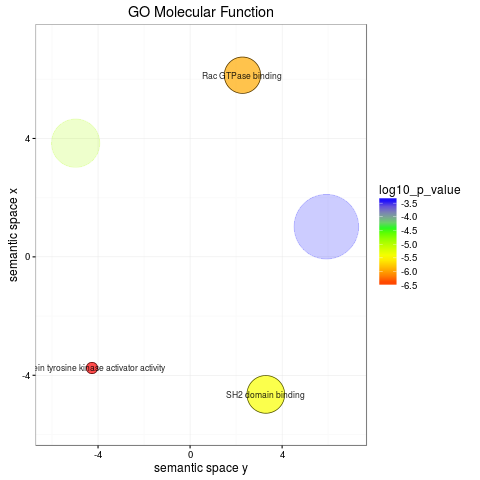 GO Molecular Function
Rac GTPase binding
ein tyrosine kinase activator activity
SH2 domain binding
semantic space x
4
0
-4
-4
0
4
semantic space y
log10_p_value
-3.5
-4.0
-4.5
-5.0
-5.5
-6.0
-6.5